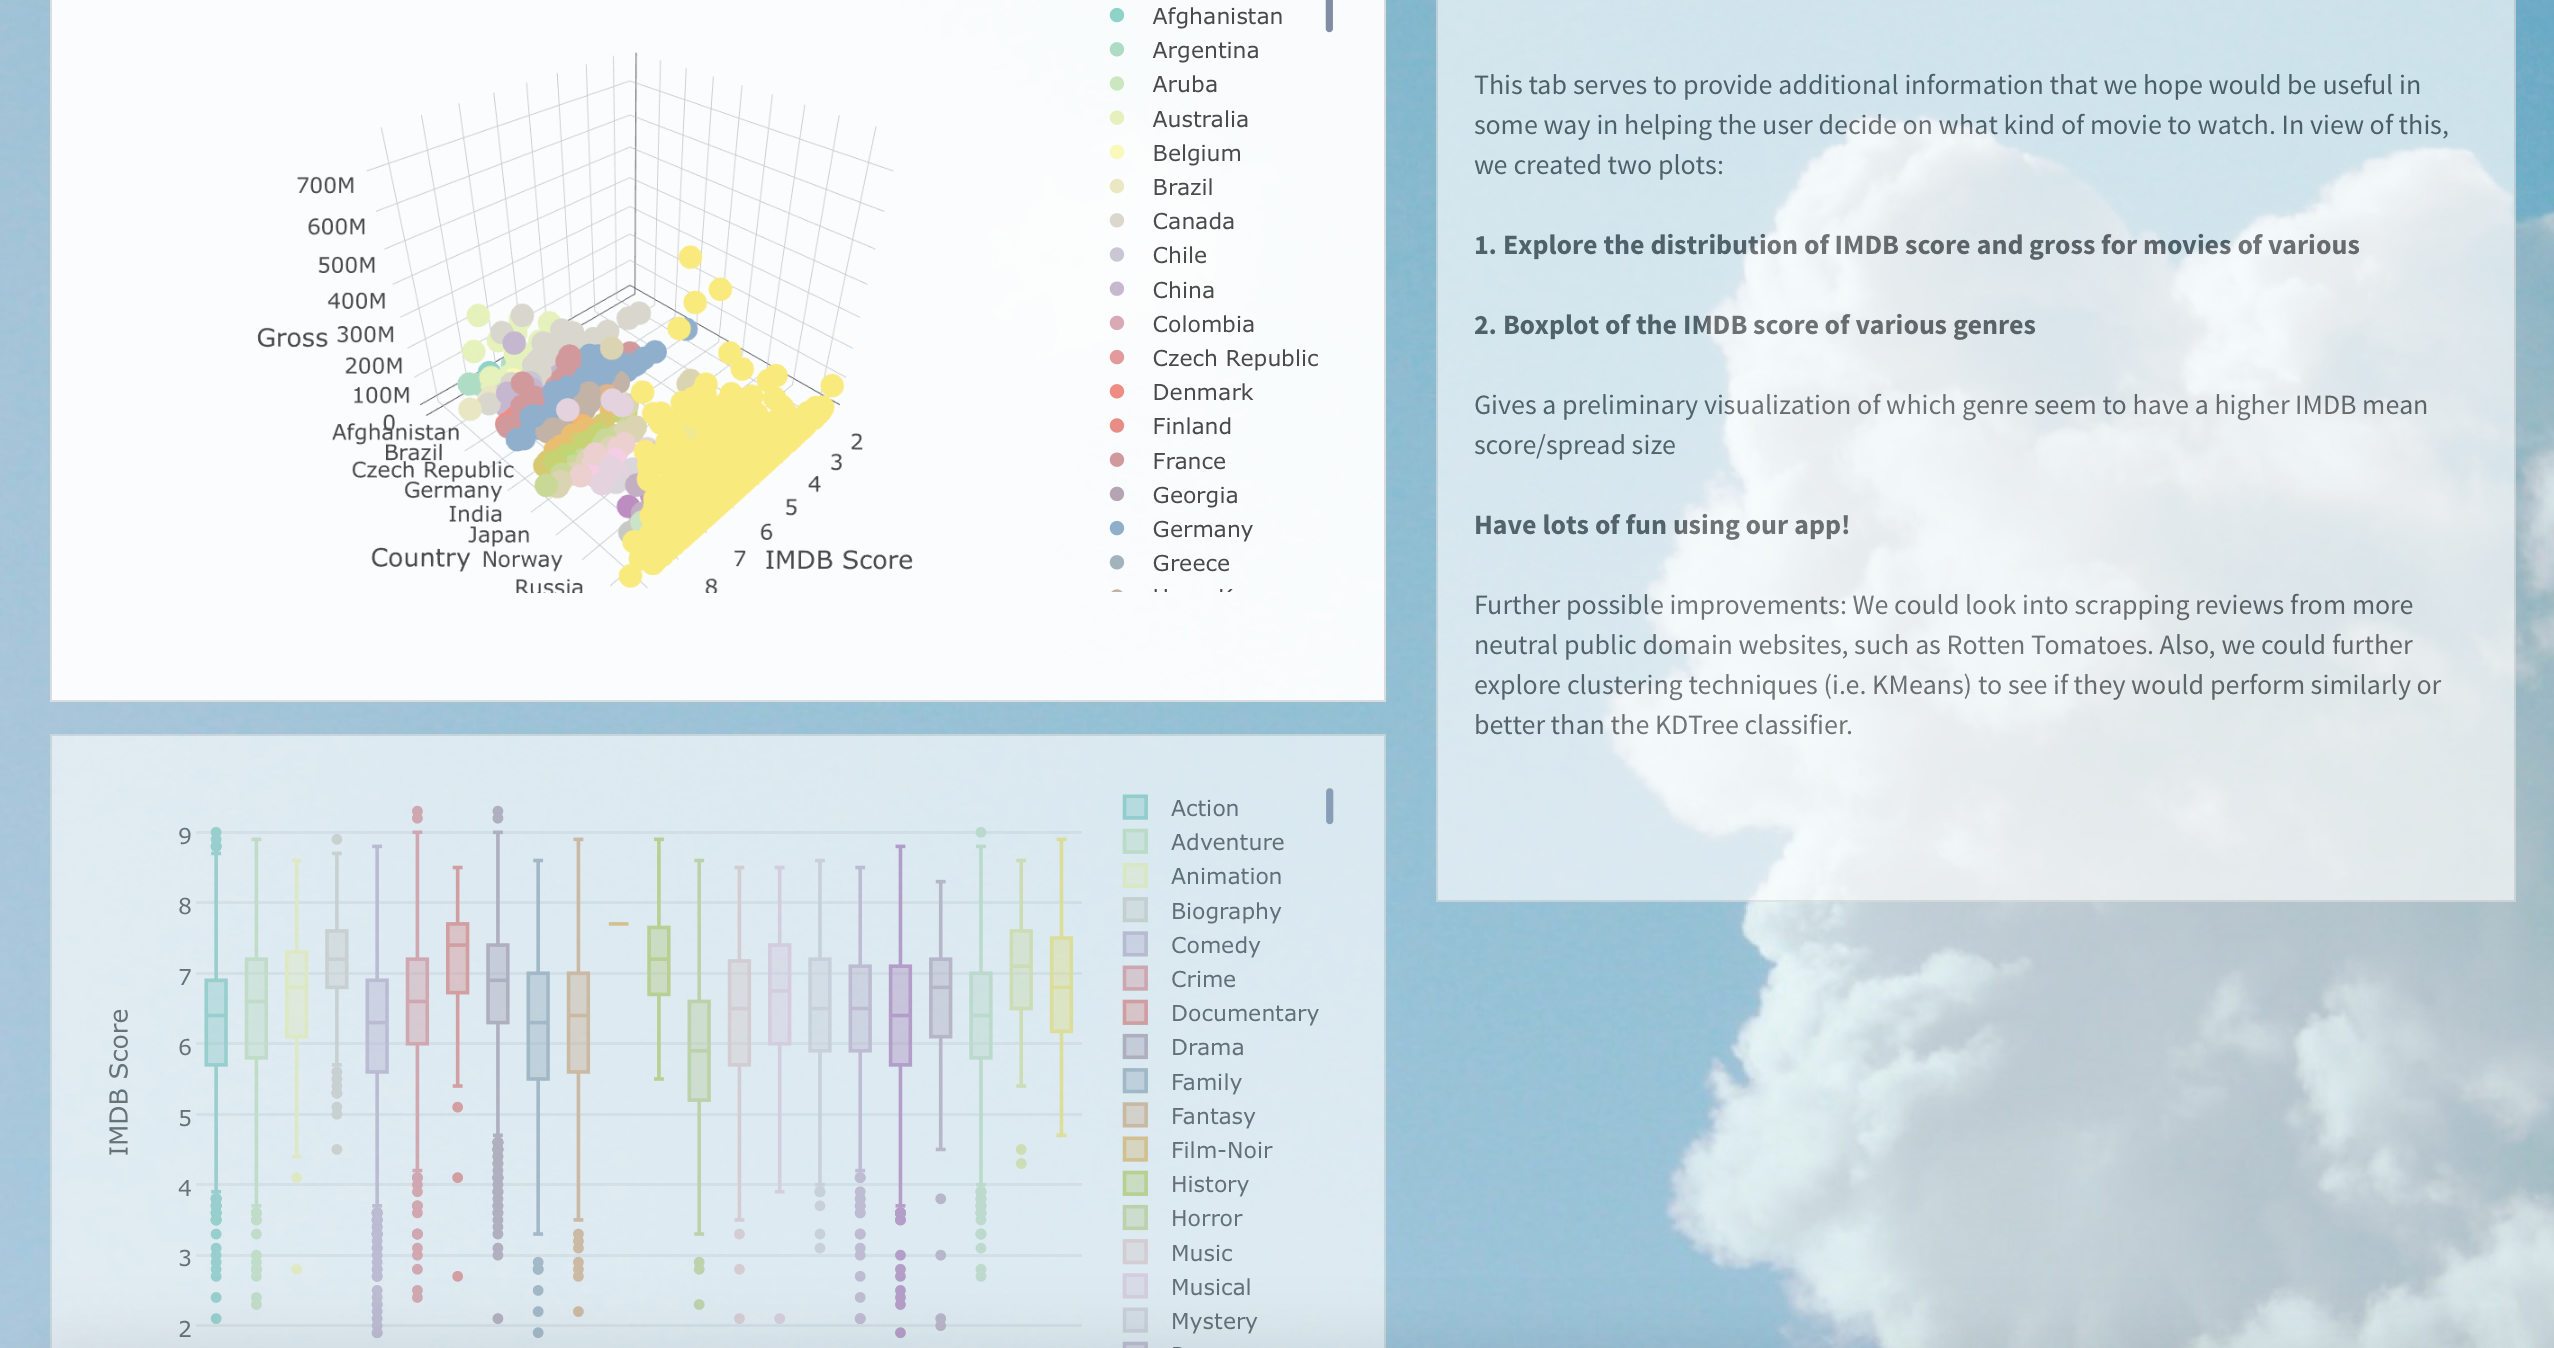 700M
600M
500M
400M
Gross 300M
200M
100M
0
Afghanistan
Brazil
Czech Republic
Germany
India
Japan
Country Norway
Russia
2
3
4
5
6
7 IMDB Score
8
Afghanistan
Argentina
Aruba
Australia
Belgium
Brazil
Canada
Chile
China
Colombia
Czech Republic
Denmark
Finland
France
Georgia
Germany
Greece
This tab serves to provide additional information that we hope would be useful in
some way in helping the user decide on what kind of movie to watch. In view of this,
we created two plots:
1. Explore the distribution of IMDB score and gross for movies of various
2. Boxplot of the IMDB score of various genres
Gives a preliminary visualization of which genre seem to have a higher IMDB mean
score/spread size
Have lots of fun using our app!
Further possible improvements: We could look into scrapping reviews from more
neutral public domain websites, such as Rotten Tomatoes. Also, we could further
explore clustering techniques (i.e. KMeans) to see if they would perform similarly or
better than the KDTree classifier.
9
8
7
6
5
4
3
2
IMDB Score
Action
Adventure
Animation
Biography
Comedy
Crime
Documentary
Drama
Family
Fantasy
Film-Noir
History
Horror
Music
Musical
Mystery